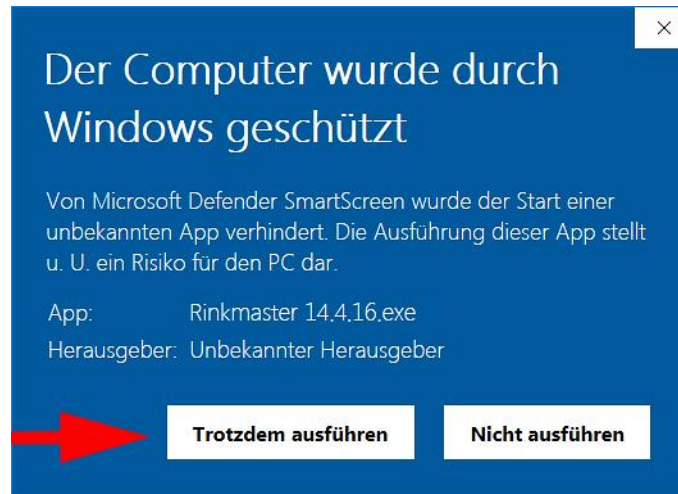 Der Computer wurde durch
Windows geschützt
Von Microsoft Defender SmartScreen wurde der Start einer
unbekannten App verhindert. Die Ausführung dieser App stellt
u. U. ein Risiko für den PC dar.
App: Rinkmaster 14.4.16.exe
Herausgeber: Unbekannter Herausgeber
Trotzdem ausführen Nicht ausführen